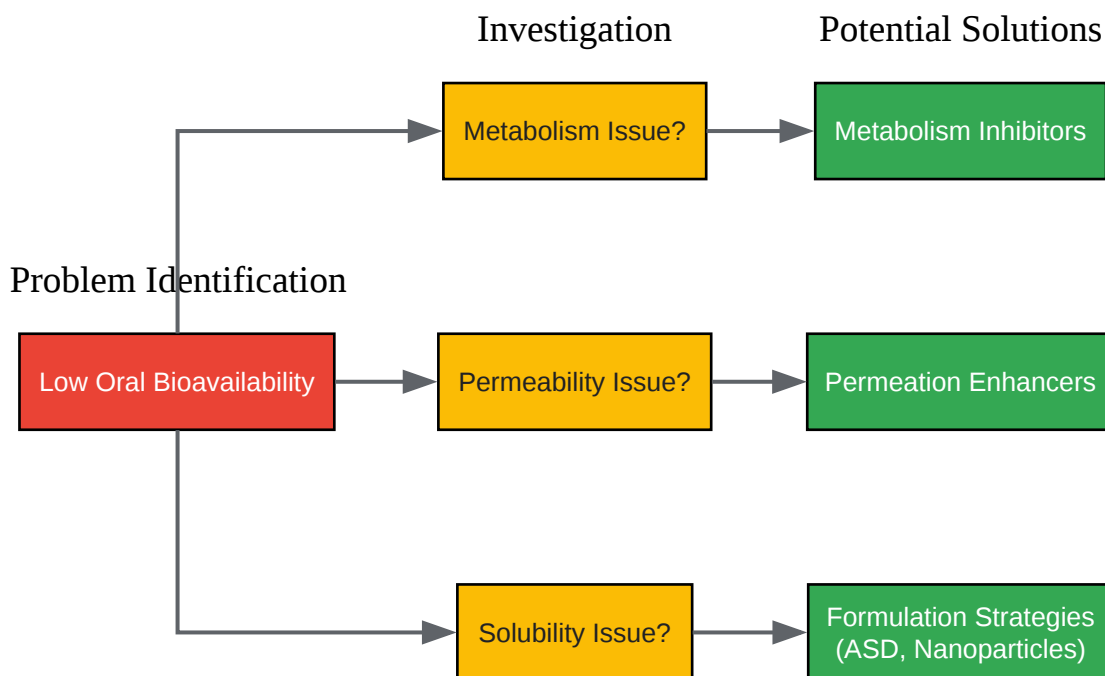 Investigation
Potential Solutions
Metabolism Issue?
Metabolism Inhibitors
Problem Identification
Low Oral Bioavailability
Permeability Issue?
Permeation Enhancers
Solubility Issue?
Formulation Strategies
(ASD, Nanoparticles)